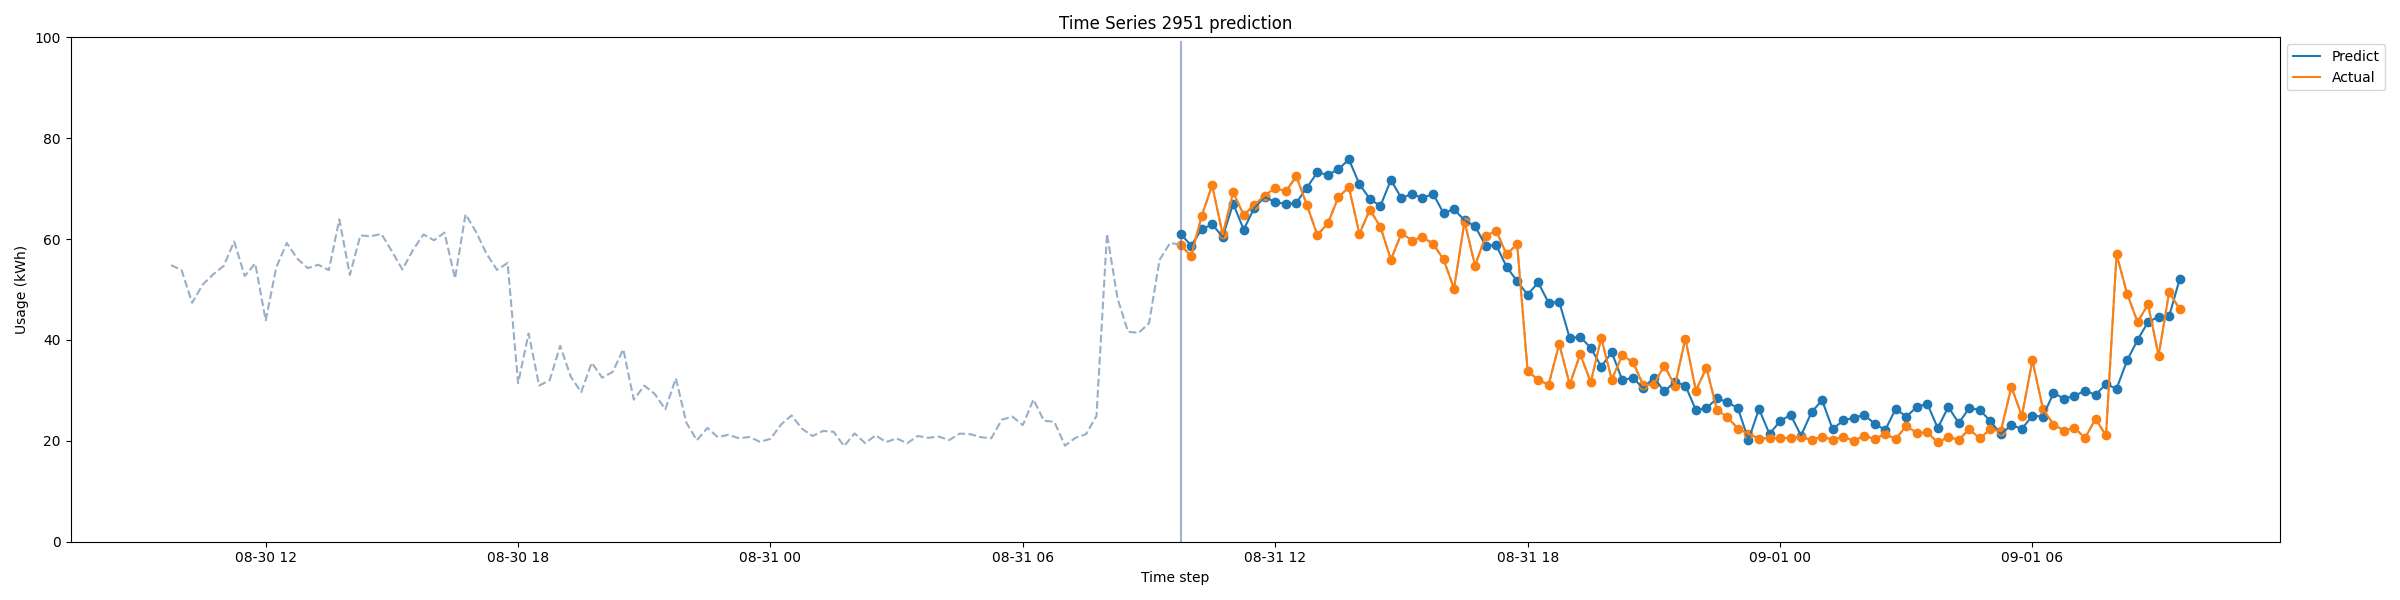 Time Series 2951 prediction
100
80
60
40
20
0
Usage (kWh)
08-30 12
08-30 18
08-31 00
08-31 06
08-31 12
08-31 18
09-01 00
09-01 06
Time step
Predict
Actual